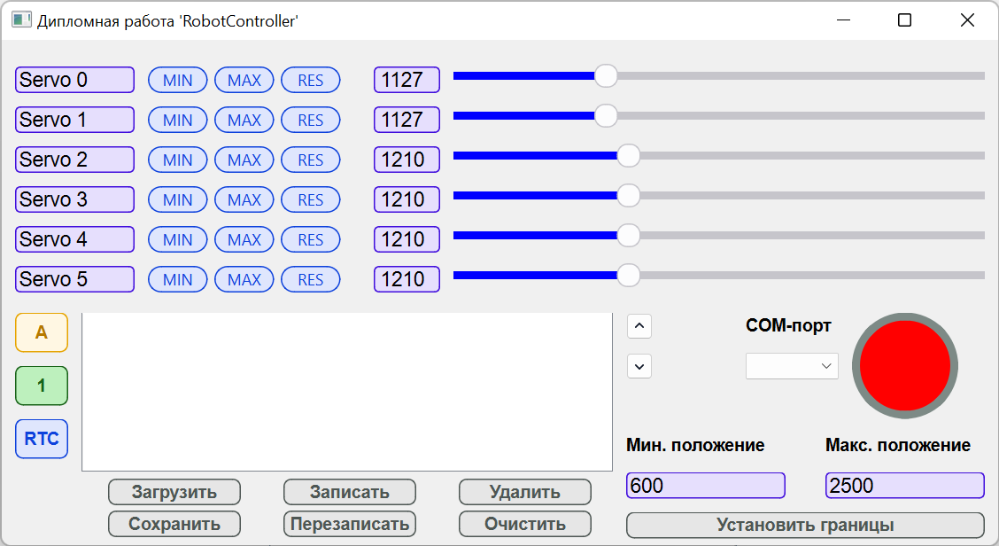 Дипломная работа 'RobotController'
Servo 0 MIN MAX RES 1127
Servo 1 MIN MAX RES 1127
Servo 2 MIN MAX RES 1210
Servo 3 MIN MAX RES 1210
Servo 4 MIN MAX RES 1210
Servo 5 MIN MAX RES 1210
A
1
RTC
COM-порт
Мин. положение Макс. положение
600 2500
Загрузить Записать Удалить
Сохранить Перезаписать Очистить
Установить границы